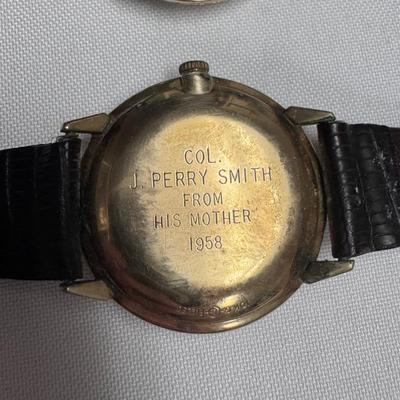 COL.
J. PERRY SMITH
FROM
HIS MOTHER
1958